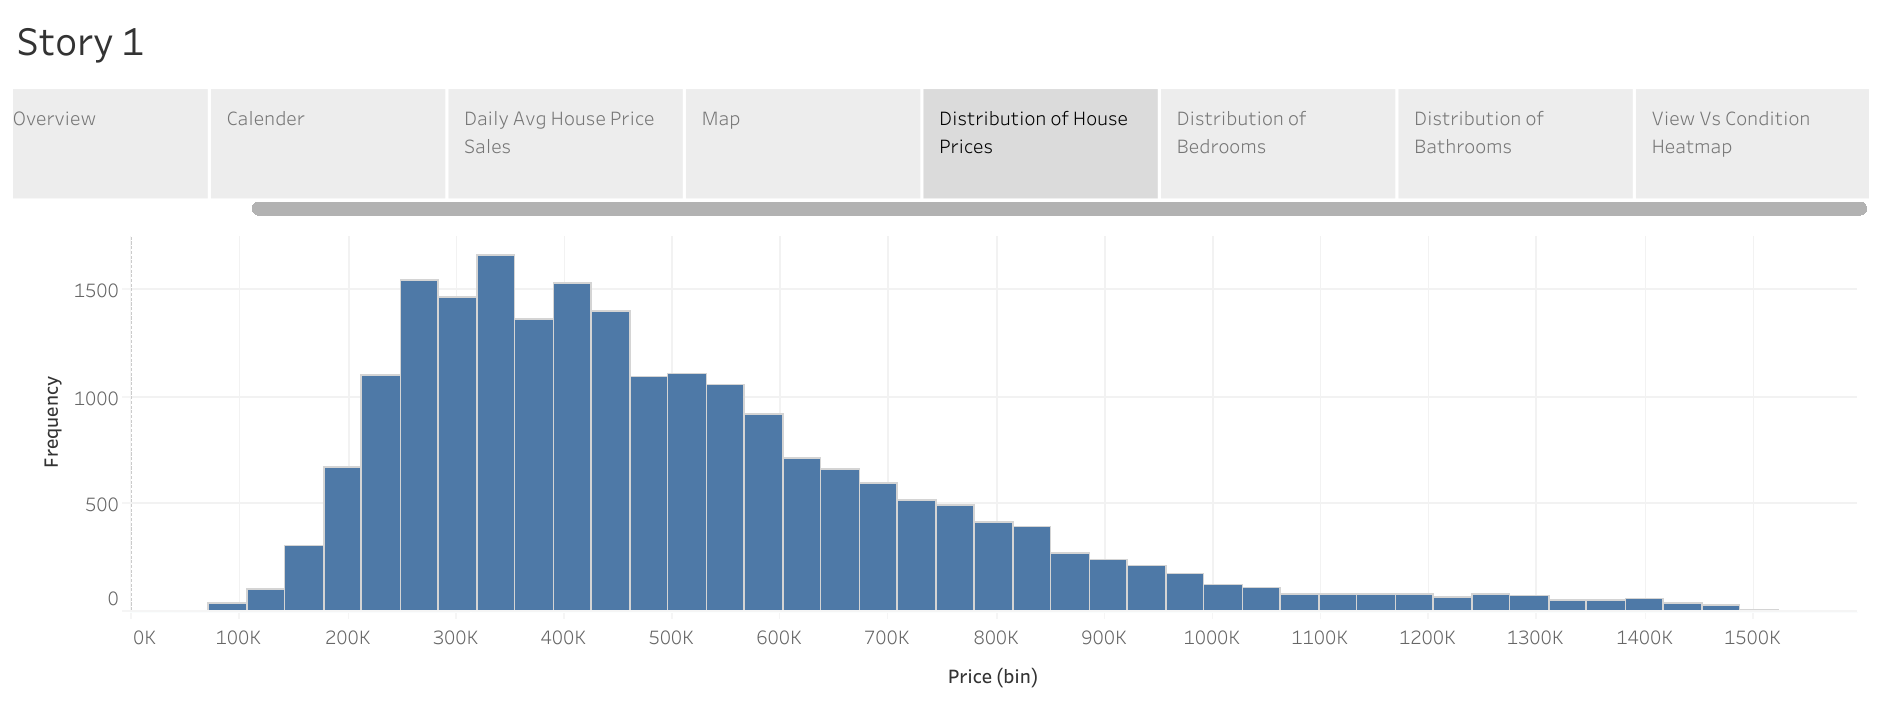 Story 1
Overview
Calender
Daily Avg House Price
Sales
Map
Distribution of House
Prices
Distribution of
Bedrooms
Distribution of
Bathrooms
View Vs Condition
Heatmap
Frequency
1500
1000
500
0
0K 100K 200K 300K 400K 500K 600K 700K 800K 900K 1000K 1100K 1200K 1300K 1400K 1500K
Price (bin)